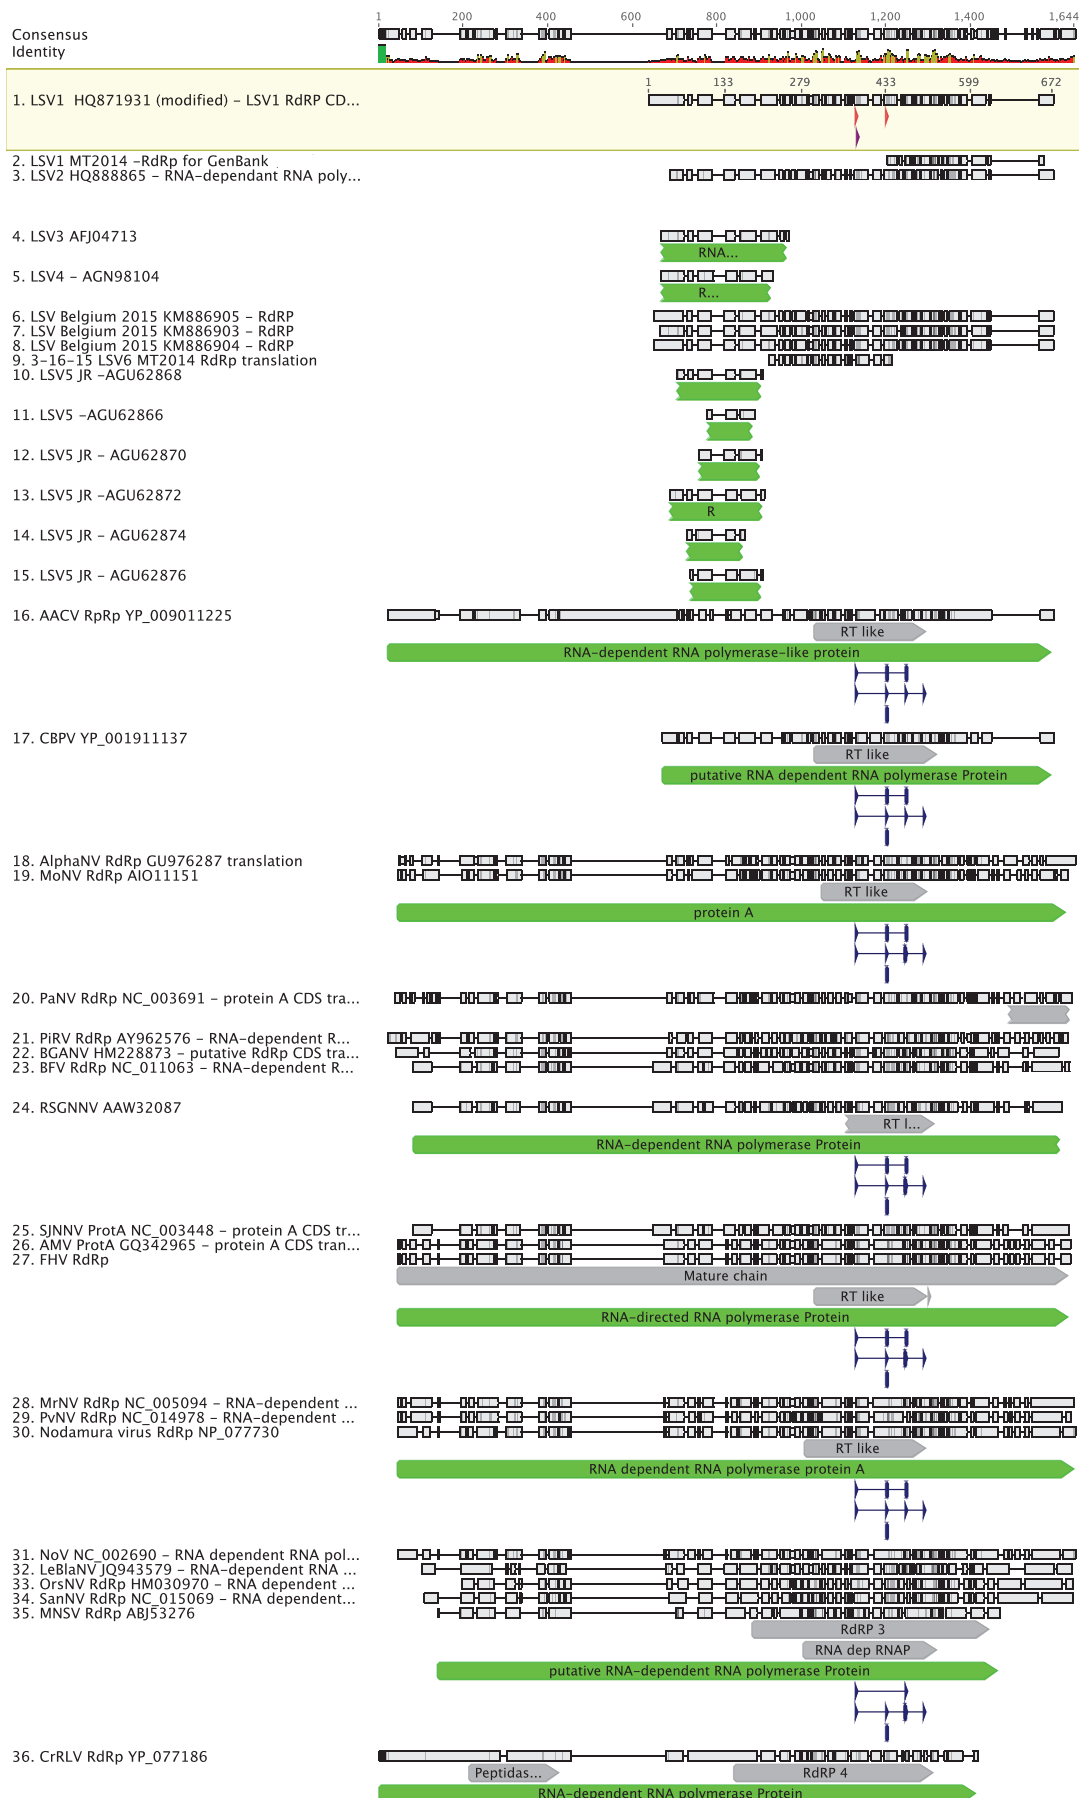 1 200 400 600 800 1,000 1,200 1,400 1,644
Consensus
Identity
1 133 279 433 599 672
1. LSV1 HQ871931 (modified) – LSV1 RdRP CD...
2. LSV1 MT2014 –RdRp for GenBank
3. LSV2 HQ888865 – RNA-dependant RNA poly...
4. LSV3 AFJ04713
RNA...
5. LSV4 – AGN98104
R...
6. LSV Belgium 2015 KM886905 – RdRP
7. LSV Belgium 2015 KM886903 – RdRP
8. LSV Belgium 2015 KM886904 – RdRP
9. 3–16–15 LSV6 MT2014 RdRp translation
10. LSV5 JR –AGU62868
11. LSV5 –AGU62866
12. LSV5 JR – AGU62870
13. LSV5 JR –AGU62872
R
14. LSV5 JR – AGU62874
15. LSV5 JR – AGU62876
16. AACV RpRp YP_009011225
RT like
RNA-dependent RNA polymerase-like protein
17. CBPV YP_001911137
RT like
putative RNA dependent RNA polymerase Protein
18. AlphaNV RdRp GU976287 translation
19. MoNV RdRp AIO11151
RT like
protein A
20. PaNV RdRp NC_003691 – protein A CDS tra...
21. PiRV RdRp AY962576 – RNA-dependent R...
22. BGANV HM228873 – putative RdRp CDS tra...
23. BFV RdRp NC_011063 – RNA-dependent R...
24. RSGNNV AAW32087
RT l...
RNA-dependent RNA polymerase Protein
25. SJNNV ProtA NC_003448 – protein A CDS tr...
26. AMV ProtA GQ342965 – protein A CDS tran...
27. FHV RdRp
Mature chain
RT like
RNA-directed RNA polymerase Protein
28. MrNV RdRp NC_005094 – RNA-dependent ...
29. PvNV RdRp NC_014978 – RNA-dependent ...
30. Nodamura virus RdRp NP_077730
RT like
RNA dependent RNA polymerase protein A
31. NoV NC_002690 – RNA dependent RNA pol...
32. LeBlaNV JQ943579 – RNA-dependent RNA ...
33. OrsNV RdRp HM030970 – RNA dependent ...
34. SanNV RdRp NC_015069 – RNA dependent...
35. MNSV RdRp ABJ53276
RdRP 3
RNA dep RNAP
putative RNA-dependent RNA polymerase Protein
36. CrRLV RdRp YP_077186
Peptidas... RdRP 4
RNA-dependent RNA polymerase Protein